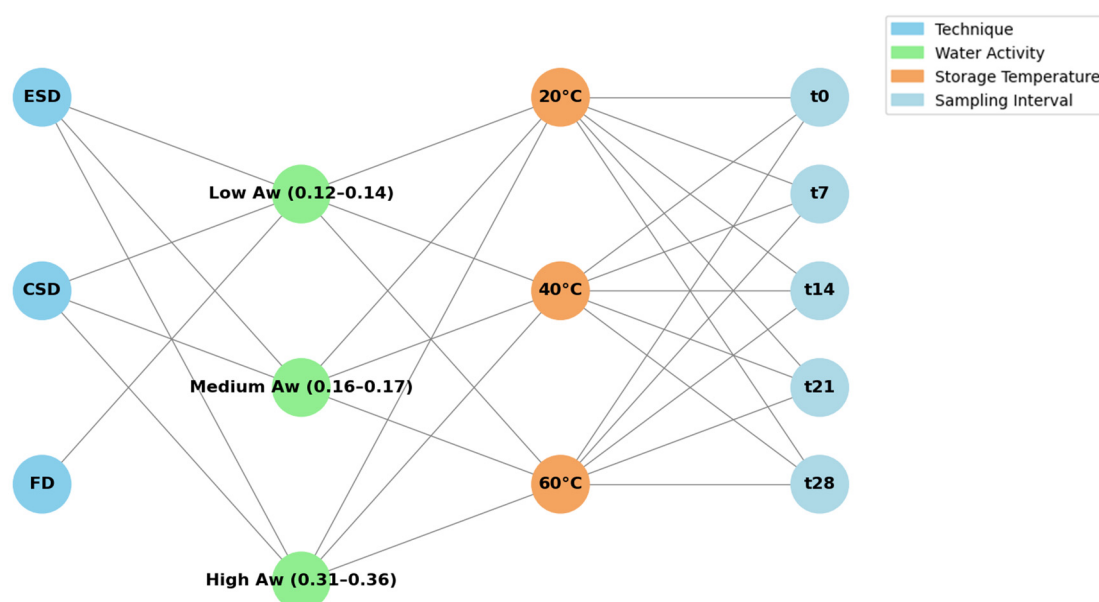 Technique
Water Activity
Storage Temperature
Sampling Interval
ESD
CSD
FD
Low Aw (0.12–0.14)
Medium Aw (0.16–0.17)
High Aw (0.31–0.36)
20°C
40°C
60°C
t0
t7
t14
t21
t28